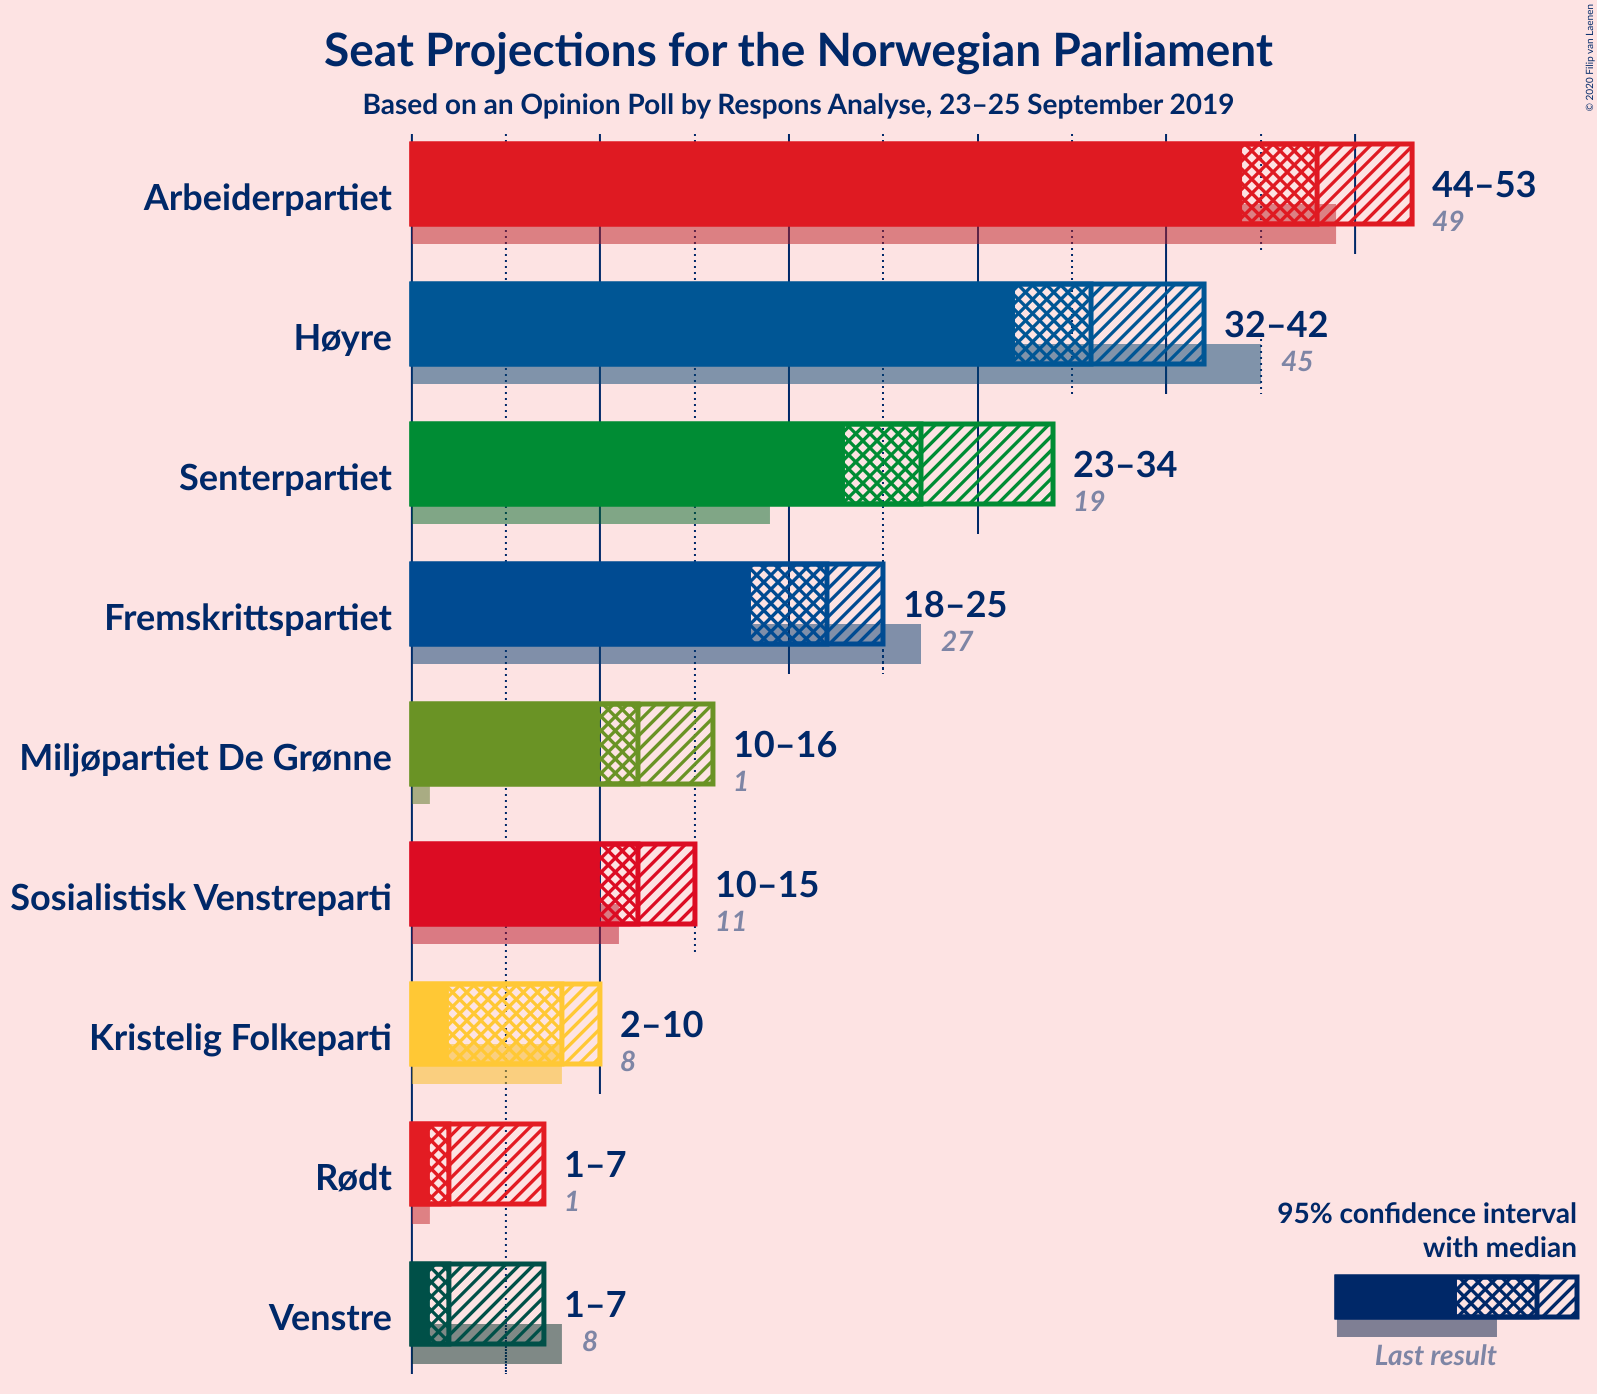 Seat Projections for the Norwegian Parliament
Based on an Opinion Poll by Respons Analyse, 23–25 September 2019
© 2020 Filip van Laenen
Arbeiderpartiet
44–53
49
Høyre
32–42
45
Senterpartiet
23–34
19
Fremskrittspartiet
18–25
27
Miljøpartiet De Grønne
10–16
1
Sosialistisk Venstreparti
10–15
11
Kristelig Folkeparti
2–10
8
Rødt
1–7
1
Venstre
1–7
8
95% confidence interval
with median
Last result